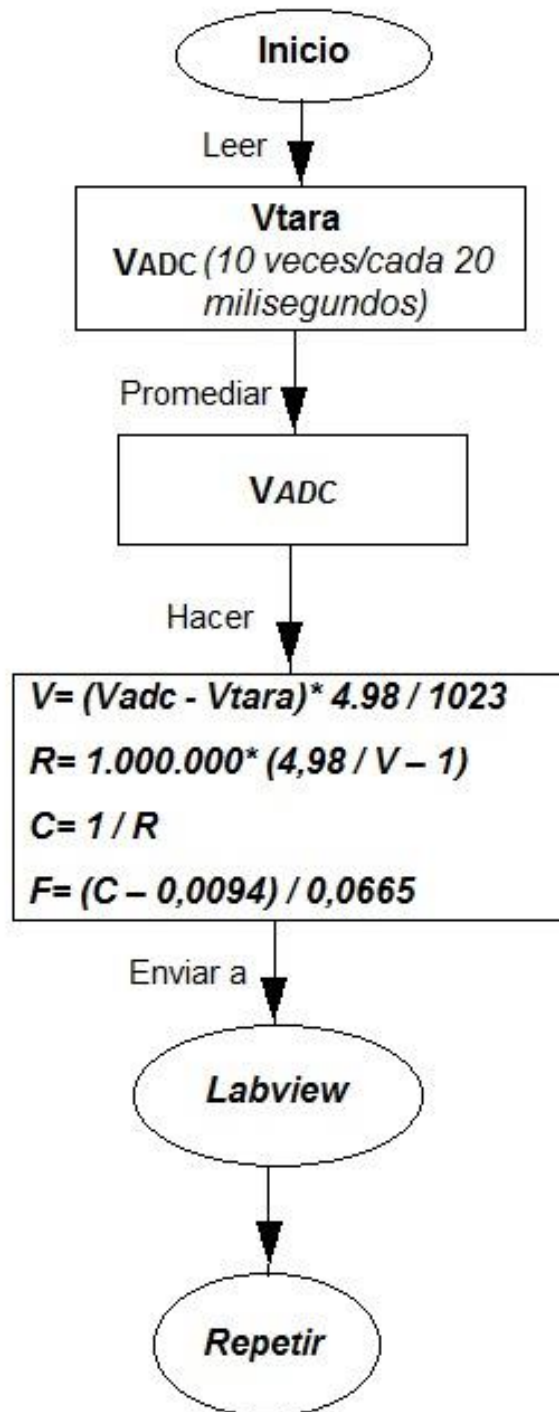 Inicio
Leer
Vtara
VADC (10 veces/cada 20
milisegundos)
Promediar
VADC
Hacer
V= (Vadc - Vtara)* 4.98 / 1023
R= 1.000.000* (4,98 / V – 1)
C= 1 / R
F= (C – 0,0094) / 0,0665
Enviar a
Labview
Repetir